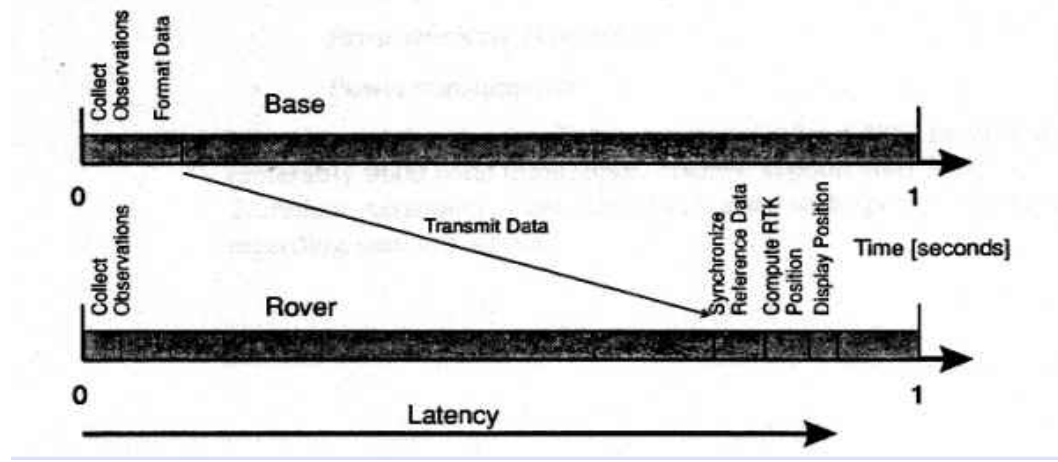 Collect
Observations
Format Data
Base
0
1
Transmit Data
Collect
Observations
Synchronize
Reference Data
Compute RTK
Position
Display Position
Time [seconds]
Rover
0
1
Latency